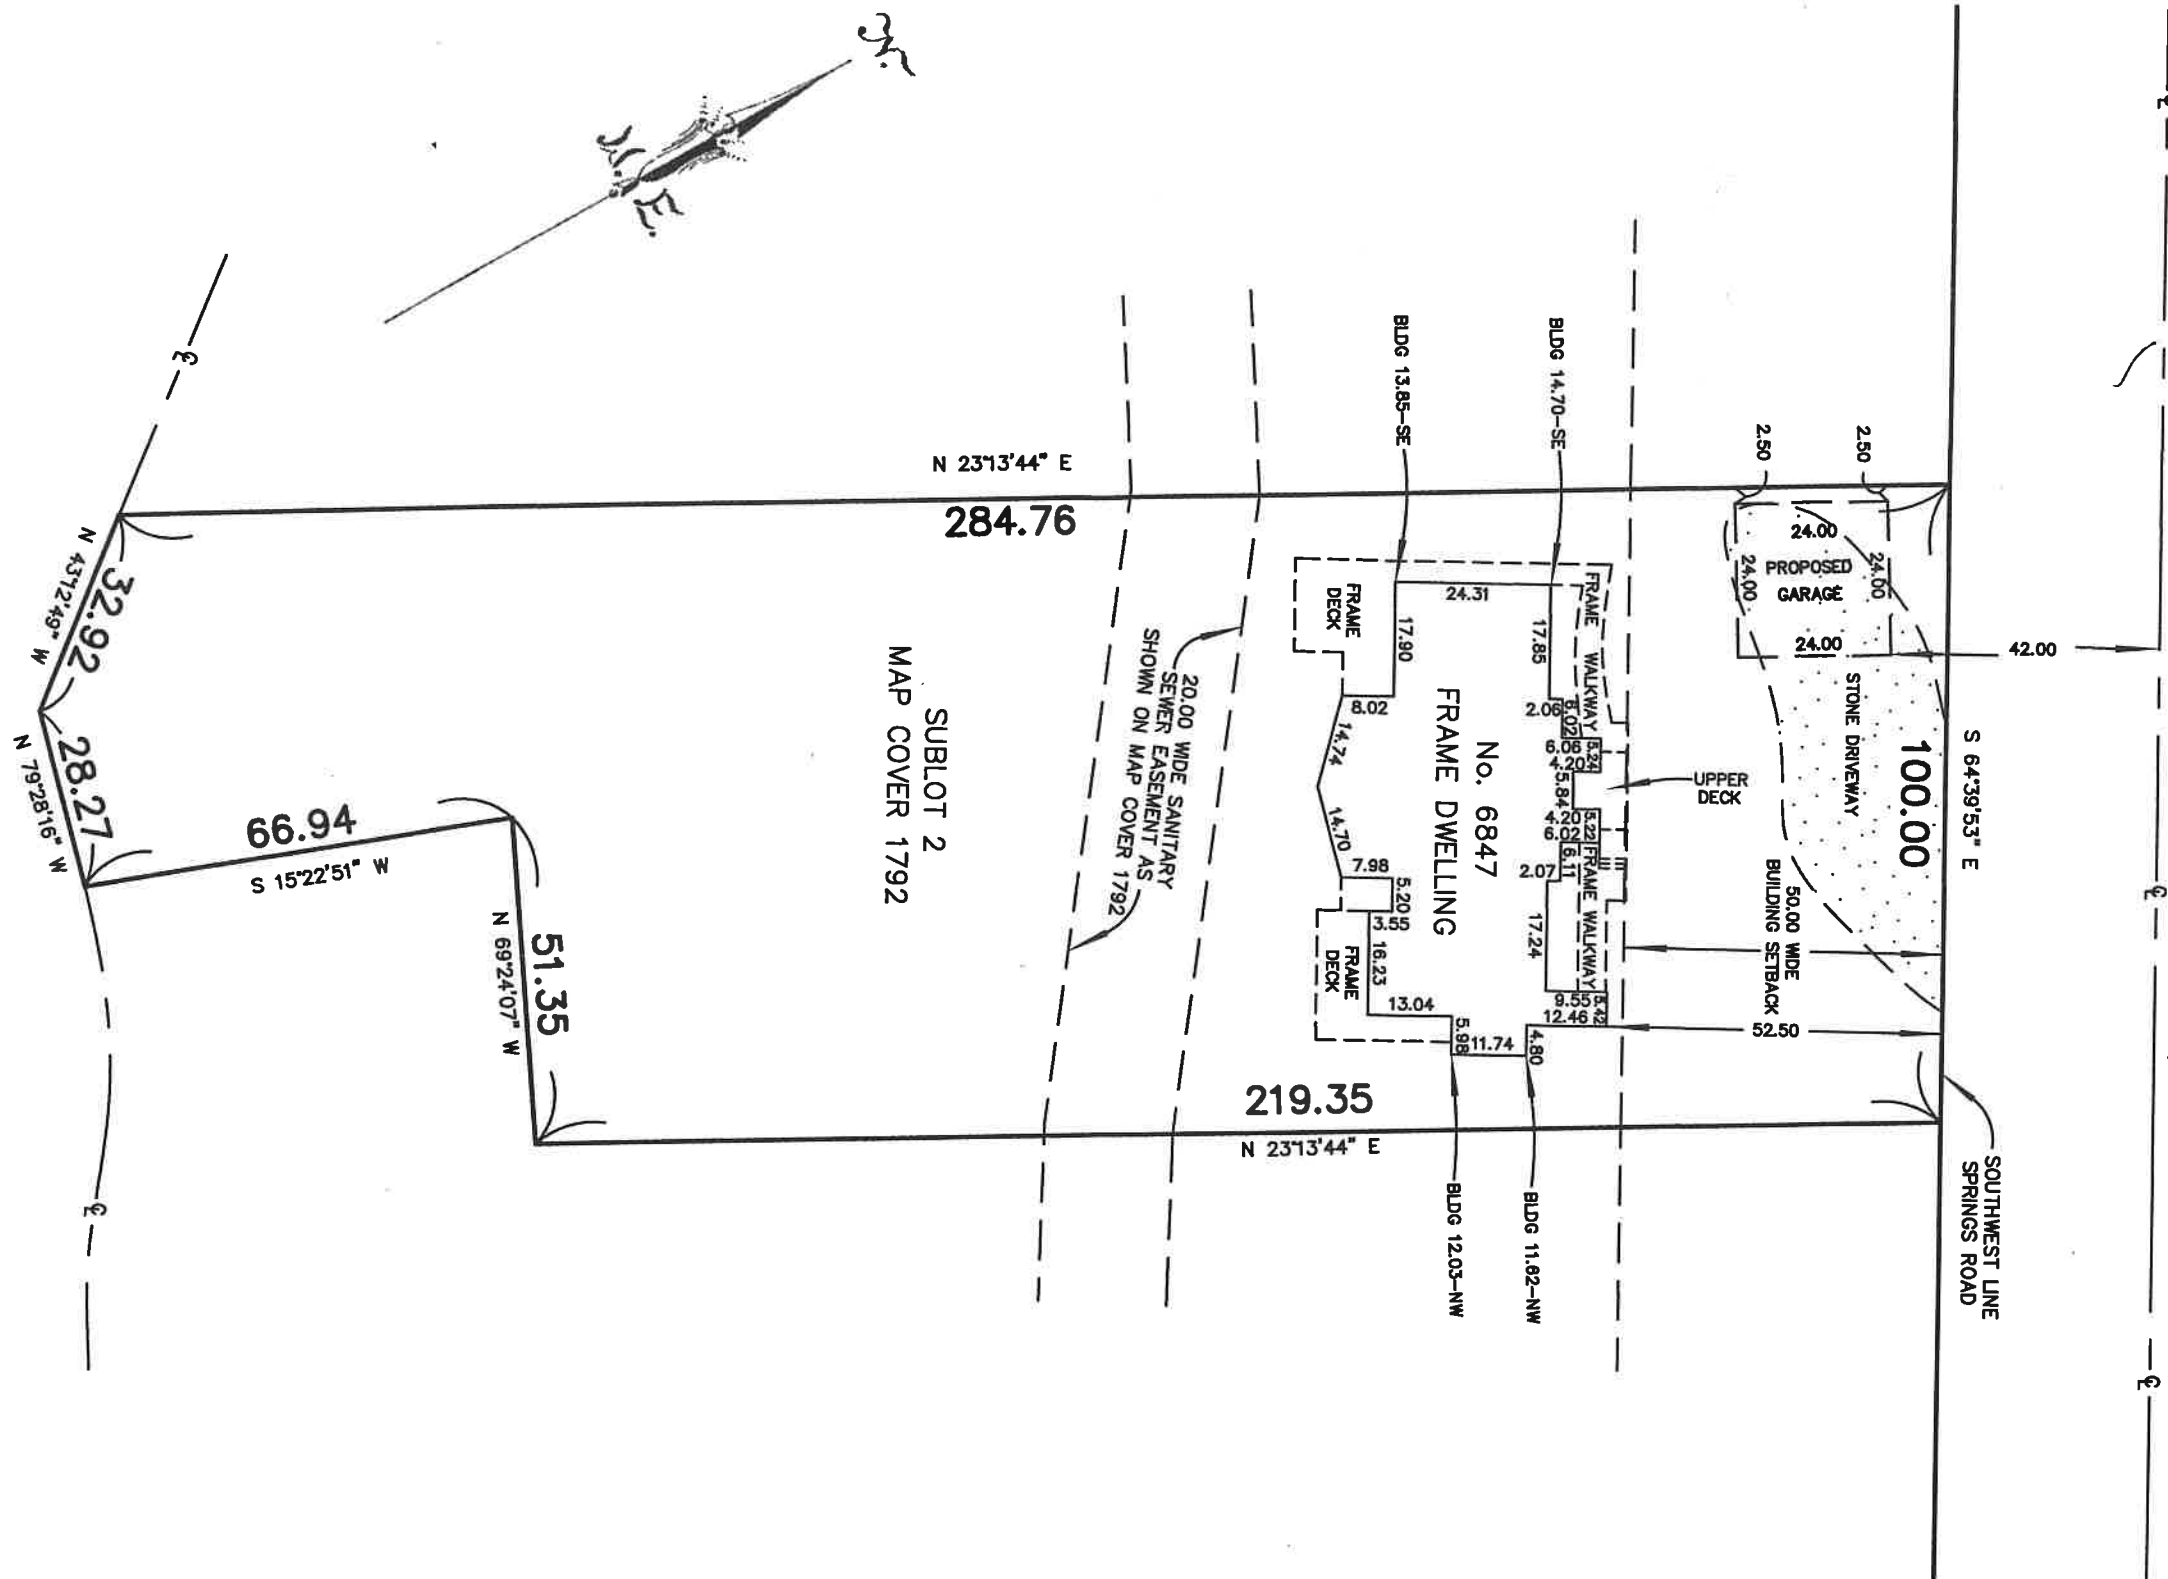 N.
M. E.
℄
℄
℄
℄
℄
S 64°39'53" E
100.00
SOUTHWEST LINE
SPRINGS ROAD
42.00
2.50
2.50
24.00
24.00
24.00
24.00
PROPOSED
GARAGE
STONE DRIVEWAY
50.00 WIDE
BUILDING SETBACK
52.50
UPPER
DECK
N 23°13'44" E
284.76
BLDG 14.70-SE
BLDG 13.85-SE
FRAME WALKWAY
FRAME WALKWAY
17.85
2.06
6.02
6.06
5.24
4.20
5.84
4.20
5.22
6.02
6.11
2.07
17.24
9.55
5.42
12.46
4.80
11.74
5.98
13.04
16.23
3.55
5.20
7.98
14.70
14.74
8.02
17.90
24.31
FRAME
DECK
FRAME
DECK
No. 6847
FRAME DWELLING
BLDG 11.62-NW
BLDG 12.03-NW
219.35
N 23°13'44" E
20.00 WIDE SANITARY
SEWER EASEMENT AS
SHOWN ON MAP COVER 1792
SUBLOT 2
MAP COVER 1792
51.35
N 69°24'07" W
66.94
S 15°22'51" W
28.27
N 79°28'16" W
32.92
N 43°12'49" W